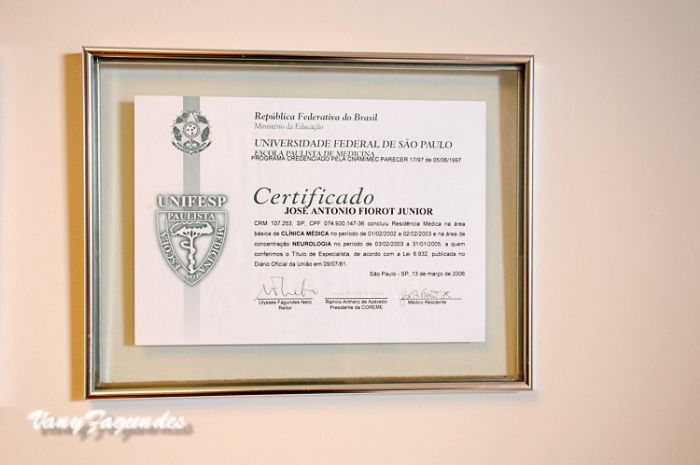 República Federativa do Brasil
Ministério da Educação
UNIVERSIDADE FEDERAL DE SÃO PAULO
ESCOLA PAULISTA DE MEDICINA
PROGRAMA CREDENCIADO PELA CNRM/MEC PARECER 17/97 de 05/06/1997
Certificado
JOSÉ ANTONIO FIOROT JUNIOR
CRM 107.253, SP, CPF 074.930.147-36 concluiu Residência Médica na área
básica de CLÍNICA MÉDICA no período de 01/02/2002 a 02/02/2003 e na área de
concentração NEUROLOGIA no período de 03/02/2003 a 31/01/2005, a quem
conferimos o Título de Especialista, de acordo com a Lei 6.932, publicada no
Diário Oficial da União em 09/07/81.
São Paulo - SP, 13 de março de 2006
Ulysses Fagundes Neto
Reitor
Ramiro Anthero de Azevedo
Presidente da COREME
Médico Residente
UNIFESP
PAULISTA
ESCOLA
MEDICINA
VanyFagundes